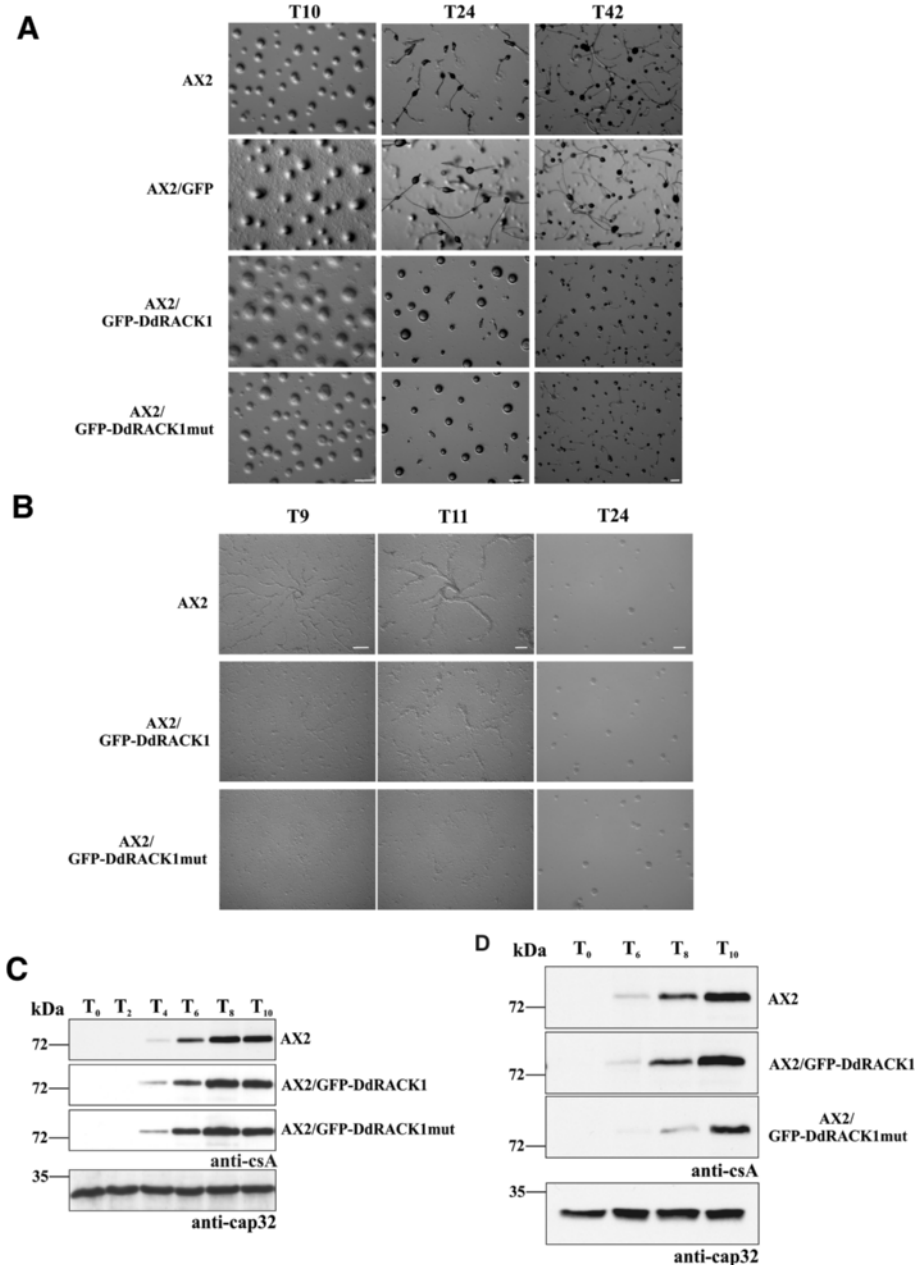 A
T10 T24 T42
AX2
AX2/GFP
AX2/
GFP-DdRACK1
AX2/
GFP-DdRACK1mut
B
T9 T11 T24
AX2
AX2/
GFP-DdRACK1
AX2/
GFP-DdRACK1mut
C
kDa T₀ T₂ T₄ T₆ T₈ T₁₀
72 AX2
72 AX2/GFP-DdRACK1
72 AX2/GFP-DdRACK1mut
anti-csA
35
anti-cap32
D
kDa T₀ T₆ T₈ T₁₀
72 AX2
72 AX2/GFP-DdRACK1
AX2/
72 GFP-DdRACK1mut
anti-csA
35
anti-cap32